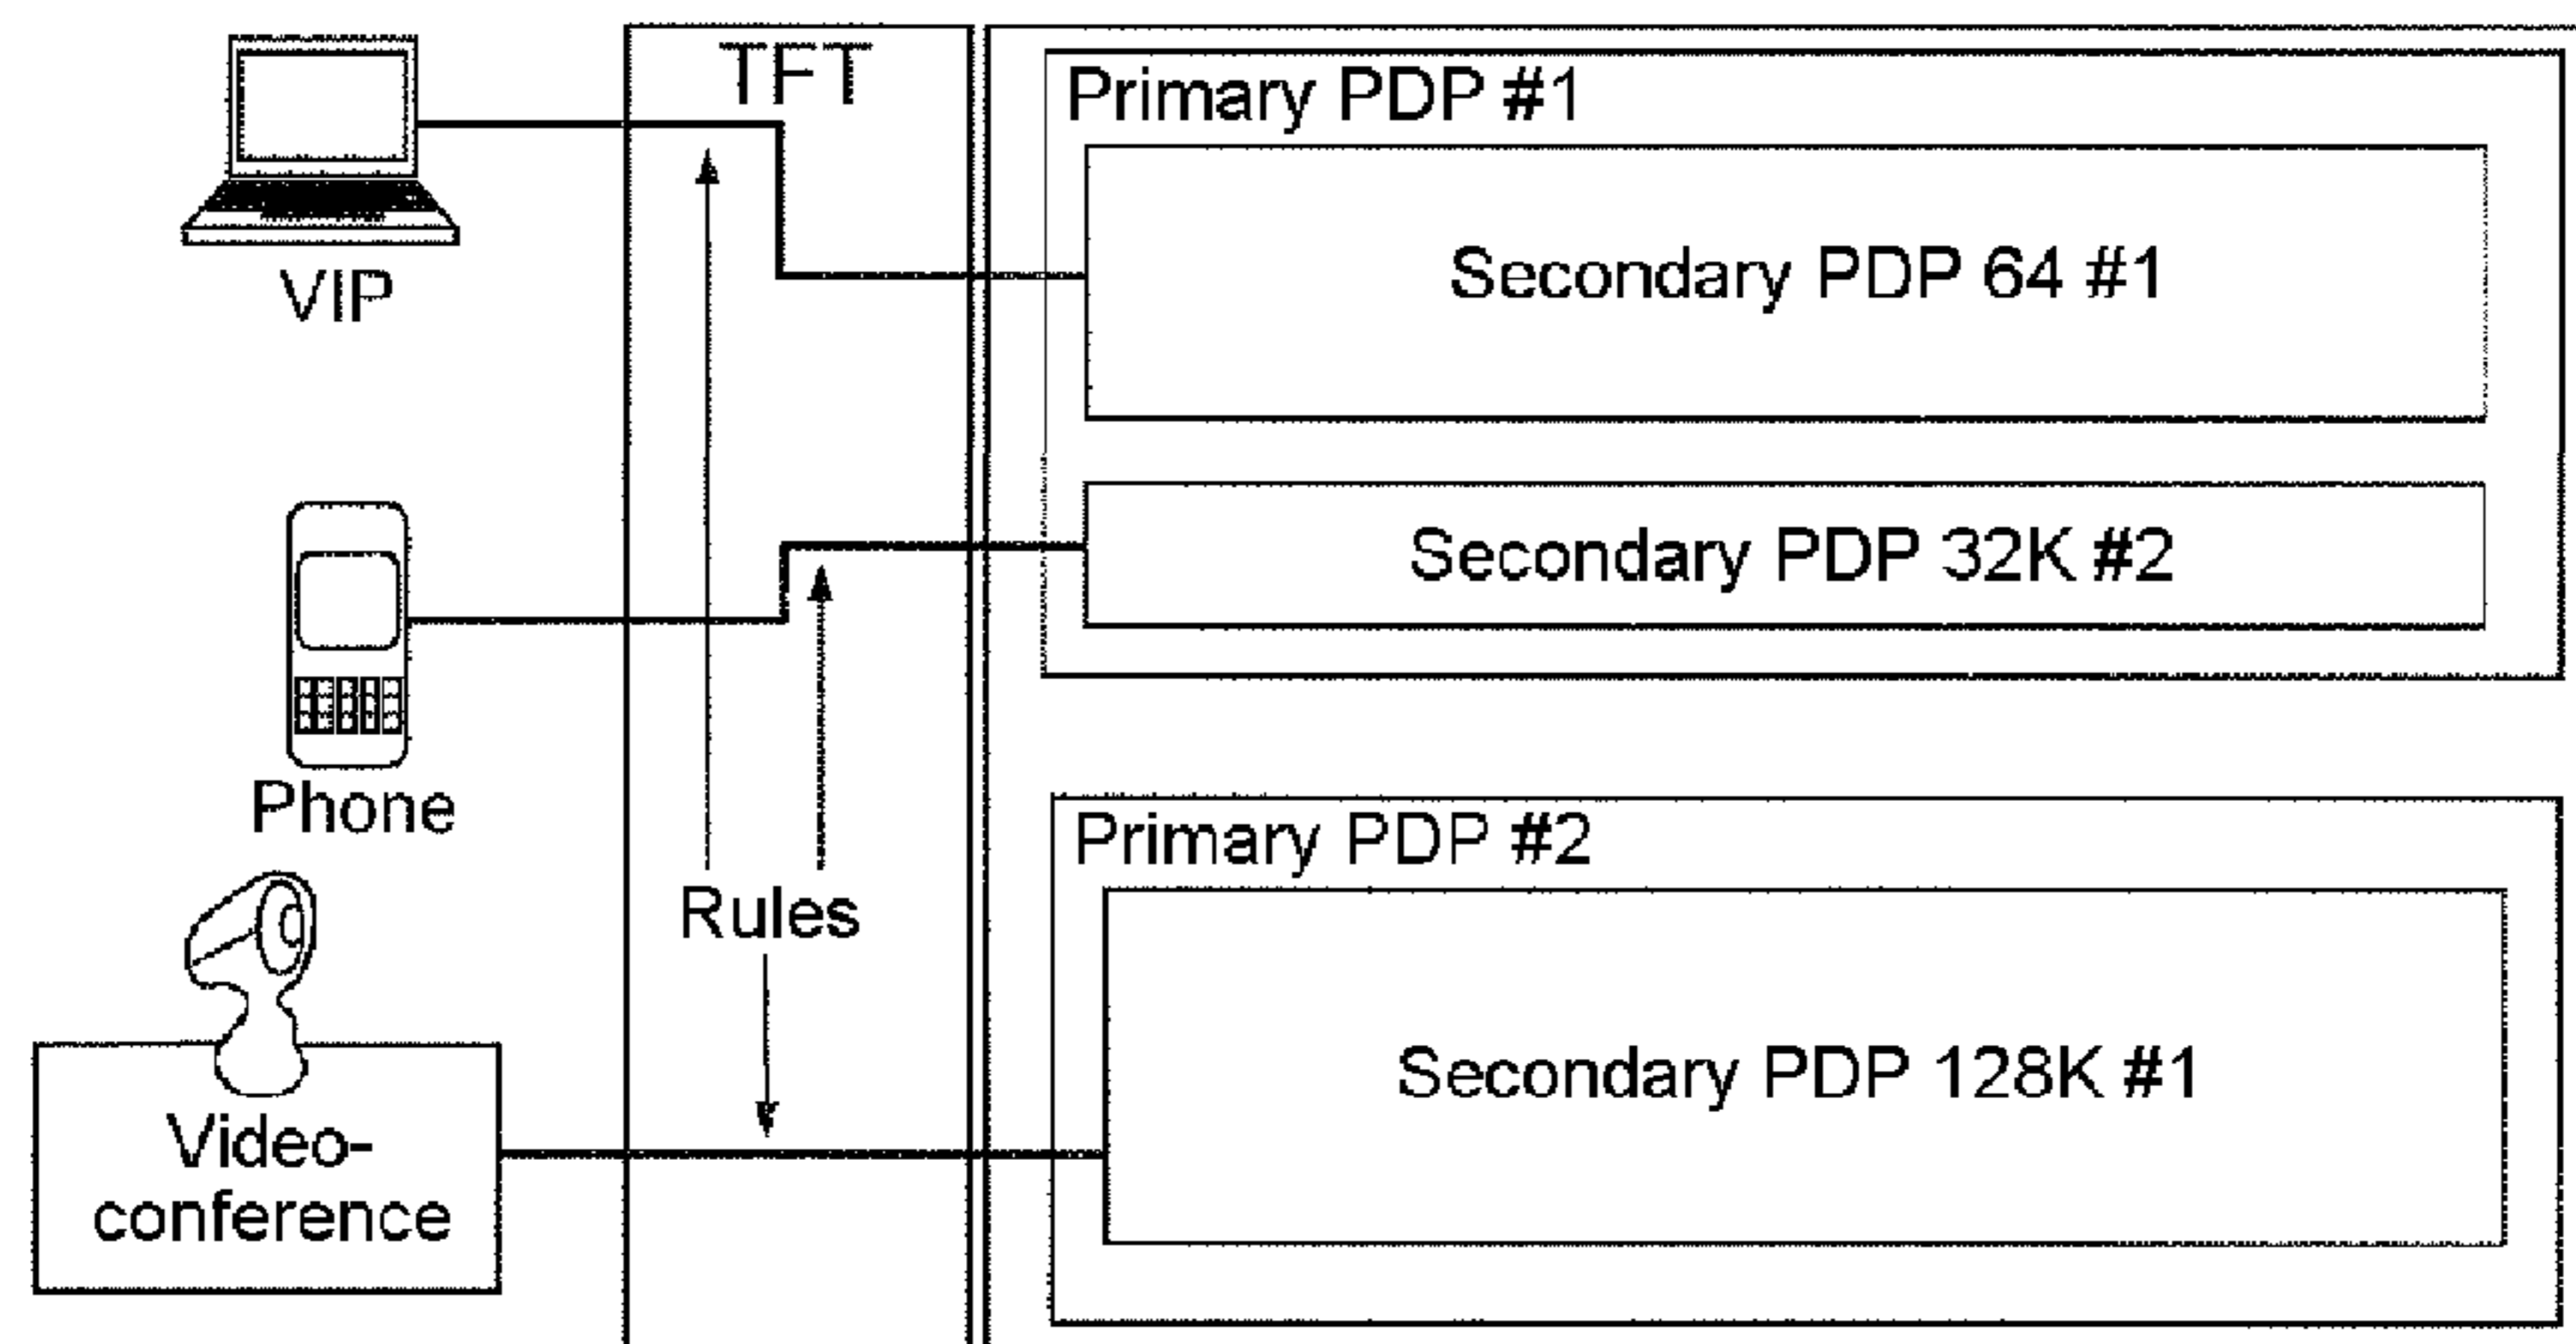 TFT
Primary PDP #1
Secondary PDP 64 #1
VIP
Secondary PDP 32K #2
Phone
Primary PDP #2
Rules
Secondary PDP 128K #1
Video-
conference